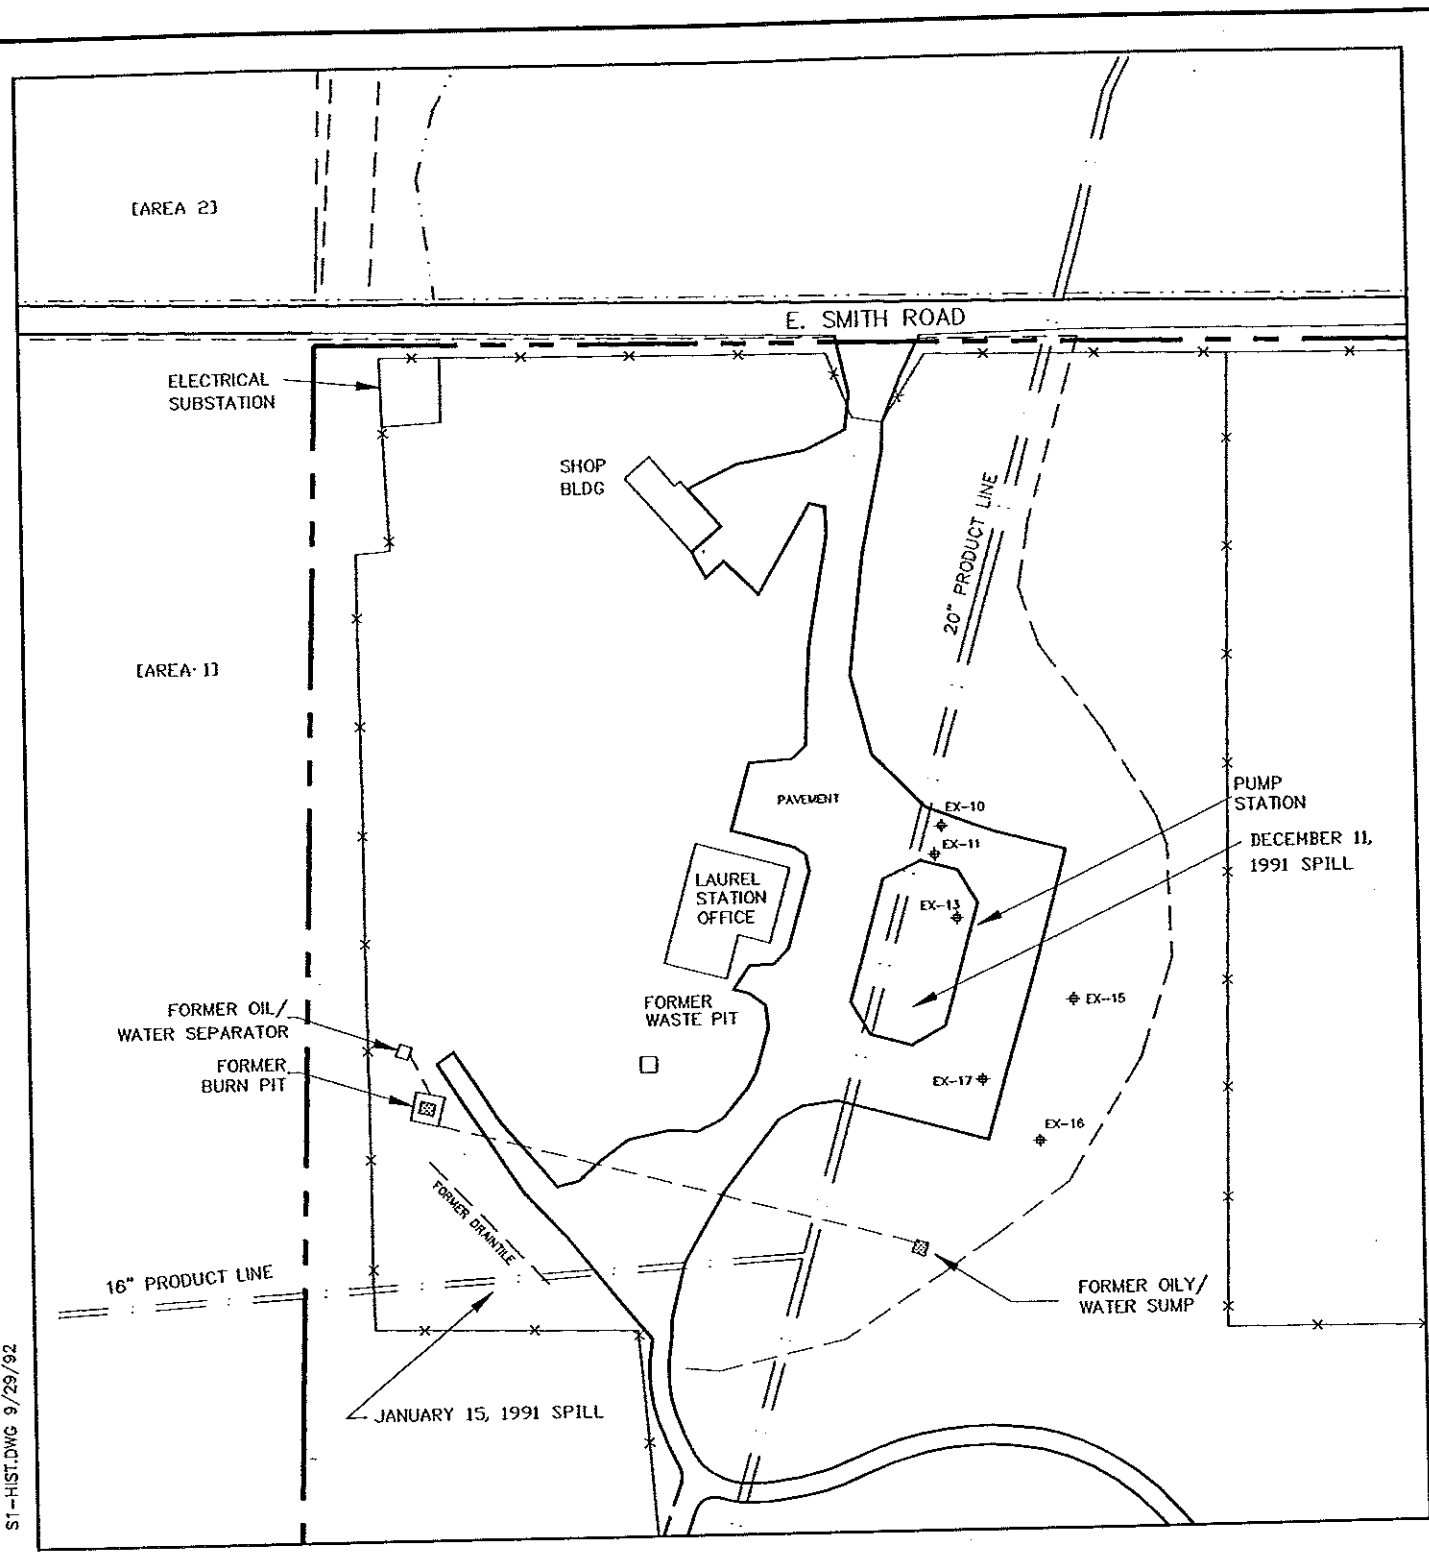 [AREA 2]
E. SMITH ROAD
ELECTRICAL
SUBSTATION
SHOP
BLDG
20" PRODUCT LINE
[AREA 1]
PUMP
STATION
PAVEMENT
EX-10
EX-11
DECEMBER 11,
1991 SPILL
LAUREL
STATION
OFFICE
EX-13
FORMER OIL/
WATER SEPARATOR
FORMER
WASTE PIT
EX-15
FORMER
BURN PIT
EX-17
EX-16
FORMER DRAINTILE
16" PRODUCT LINE
FORMER OILY/
WATER SUMP
JANUARY 15, 1991 SPILL
S1-HIST.DWG 9/29/92